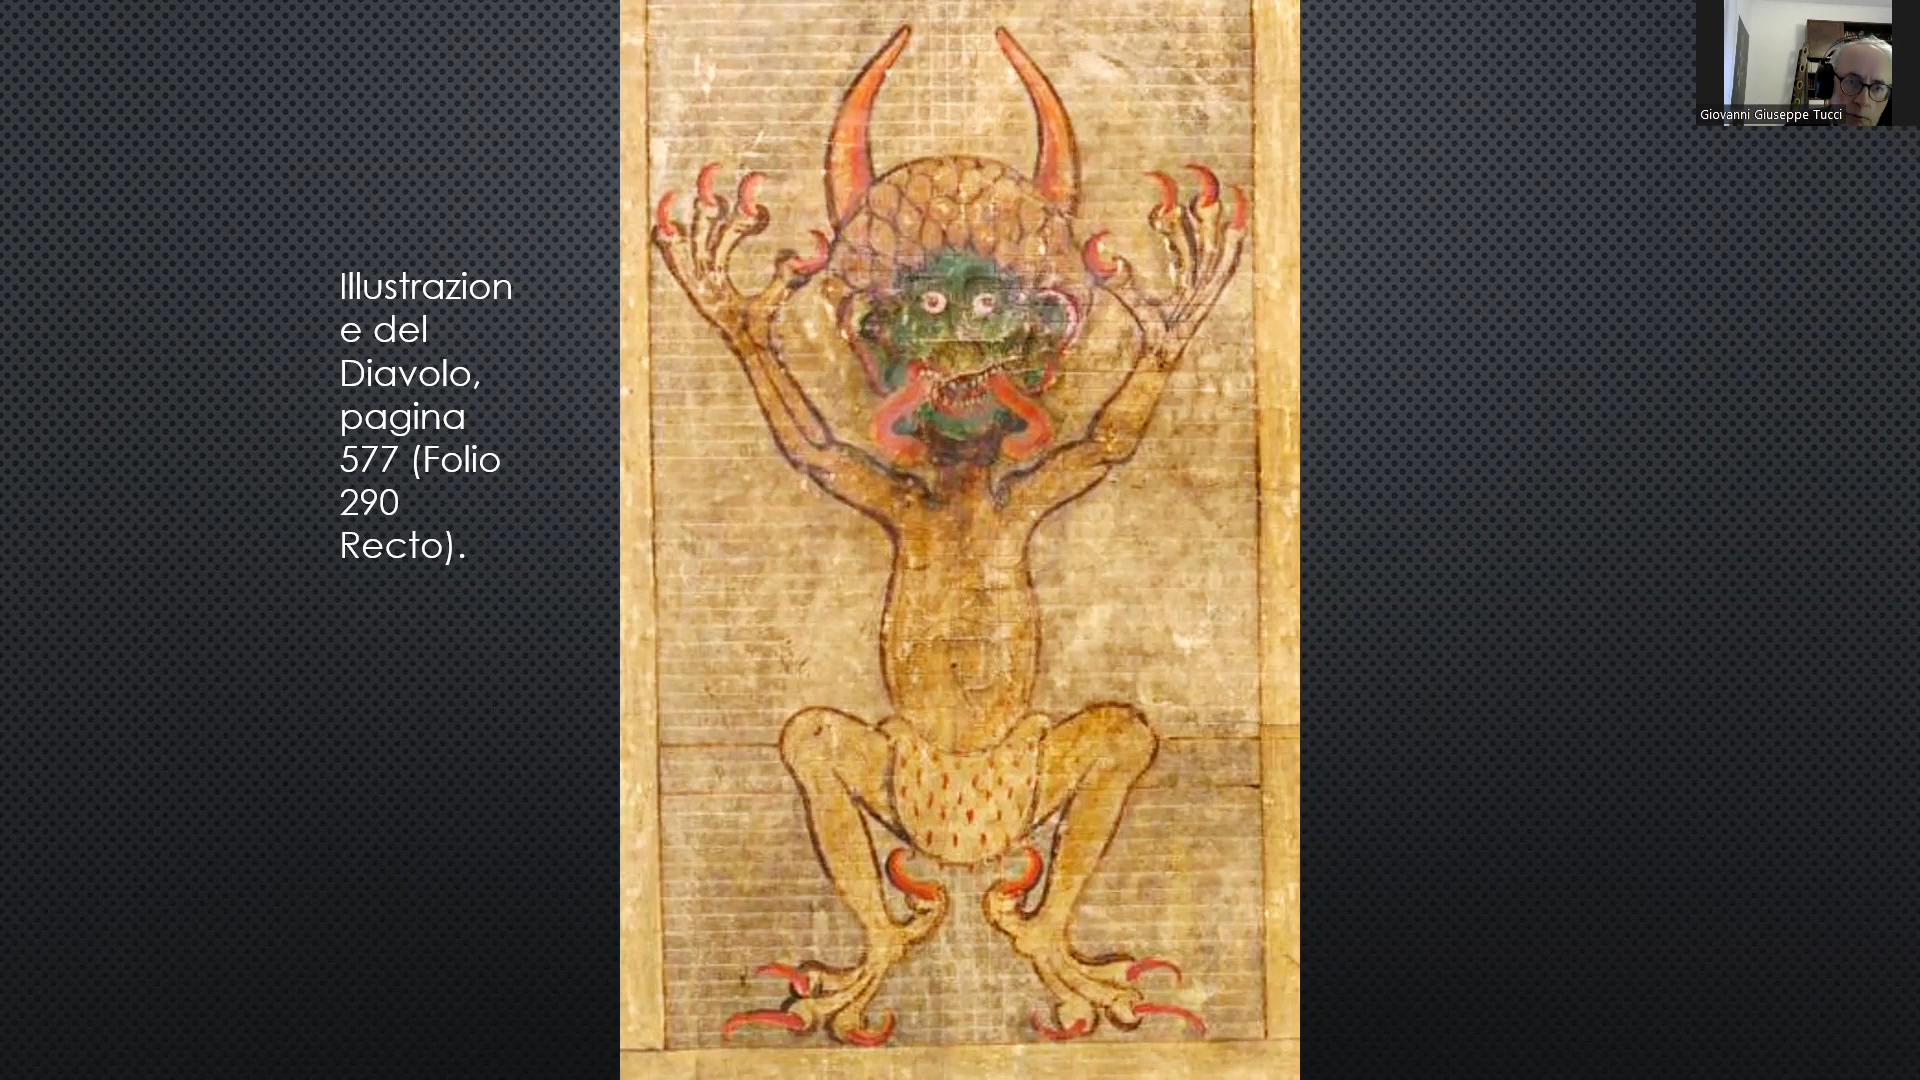 Illustrazion
e del
Diavolo,
pagina
577 (Folio
290
Recto).
Giovanni Giuseppe Tucci